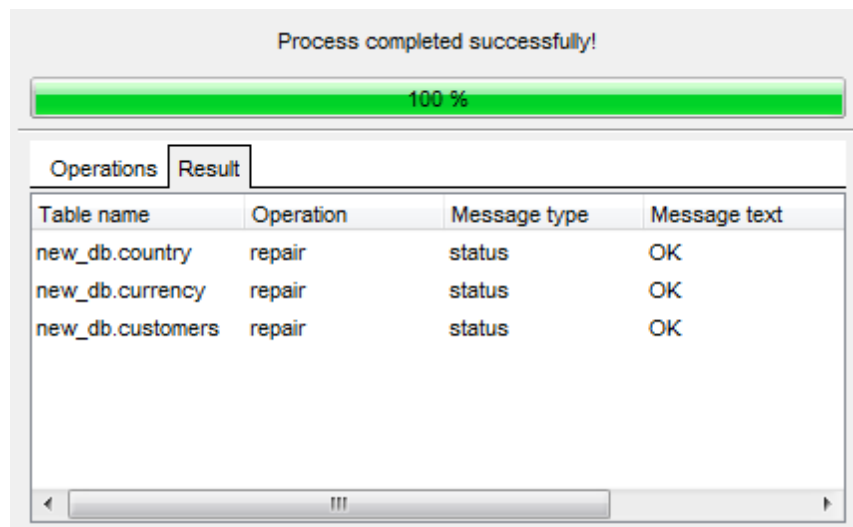 Process completed successfully!
100 %
Operations Result
Table name Operation Message type Message text
new_db.country repair status OK
new_db.currency repair status OK
new_db.customers repair status OK